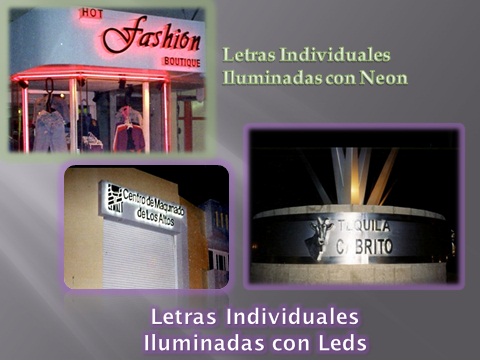 HOT
Fashion
BOUTIQUE
Letras Individuales
Iluminadas con Neon
Centro de Maquinado
de Los Altos
TEQUILA
CABRITO
Letras Individuales
Iluminadas con Leds